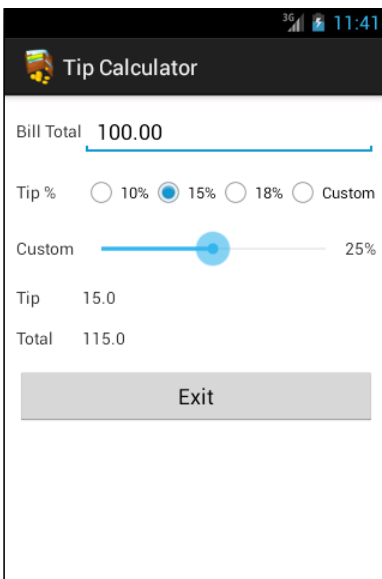 3G 11:41
Tip Calculator
Bill Total 100.00
Tip % 10% 15% 18% Custom
Custom 25%
Tip 15.0
Total 115.0
Exit